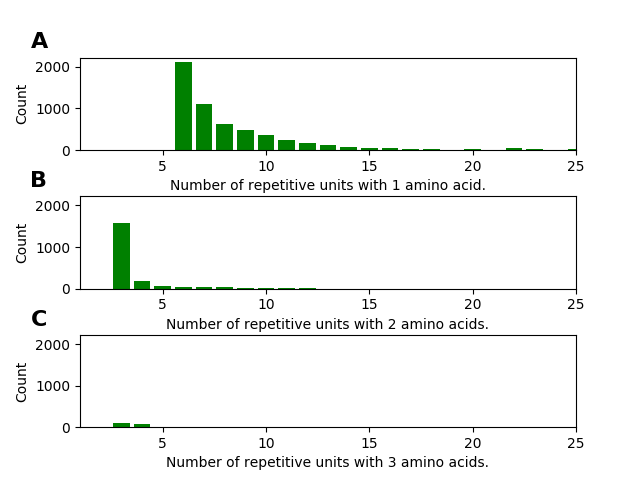 A
2000
1000
0
Count
5 10 15 20 25
Number of repetitive units with 1 amino acid.
B
2000
1000
0
Count
5 10 15 20 25
Number of repetitive units with 2 amino acids.
C
2000
1000
0
Count
5 10 15 20 25
Number of repetitive units with 3 amino acids.